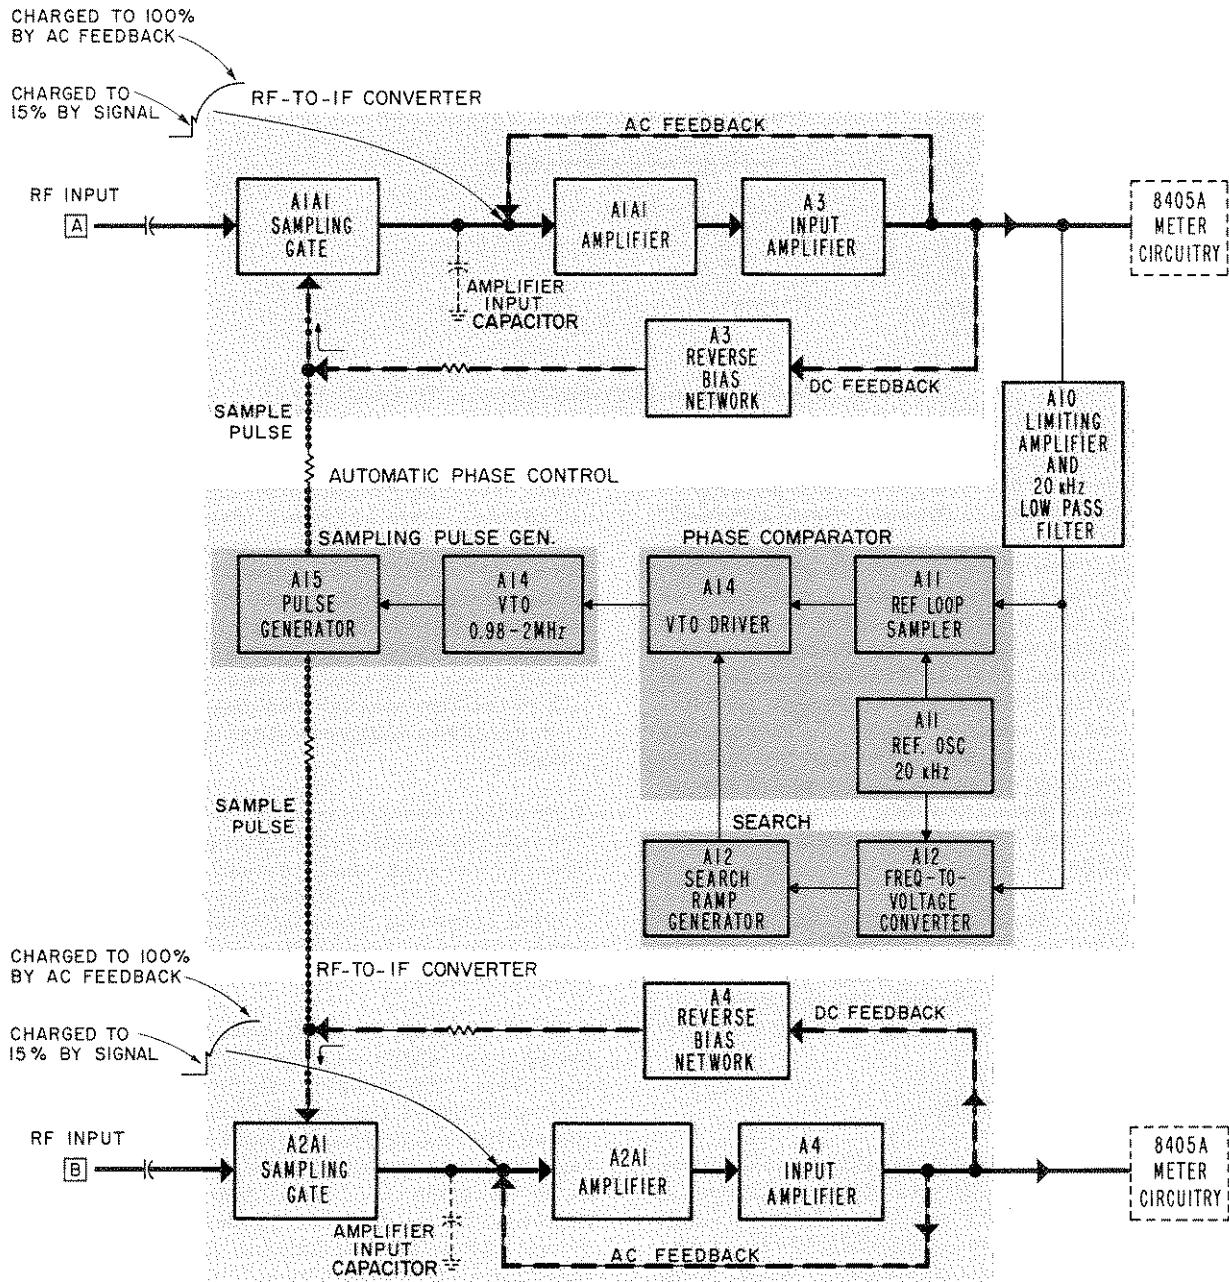 CHARGED TO 100%
BY AC FEEDBACK
CHARGED TO
15% BY SIGNAL
RF-TO-IF CONVERTER
AC FEEDBACK
RF INPUT
A
A1A1
SAMPLING
GATE
A1A1
AMPLIFIER
A3
INPUT
AMPLIFIER
8405A
METER
CIRCUITRY
AMPLIFIER
INPUT
CAPACITOR
A3
REVERSE
BIAS
NETWORK
DC FEEDBACK
SAMPLE
PULSE
A10
LIMITING
AMPLIFIER
AND
20 kHz
LOW PASS
FILTER
AUTOMATIC PHASE CONTROL
SAMPLING PULSE GEN.
PHASE COMPARATOR
A15
PULSE
GENERATOR
A14
VTO
0.98-2MHz
A14
VTO DRIVER
A11
REF LOOP
SAMPLER
A11
REF. OSC
20 kHz
SAMPLE
PULSE
SEARCH
A12
SEARCH
RAMP
GENERATOR
A12
FREQ-TO-
VOLTAGE
CONVERTER
CHARGED TO 100%
BY AC FEEDBACK
RF-TO-IF CONVERTER
CHARGED TO
15% BY SIGNAL
A4
REVERSE
BIAS
NETWORK
DC FEEDBACK
RF INPUT
B
A2A1
SAMPLING
GATE
A2A1
AMPLIFIER
A4
INPUT
AMPLIFIER
8405A
METER
CIRCUITRY
AMPLIFIER
INPUT
CAPACITOR
AC FEEDBACK